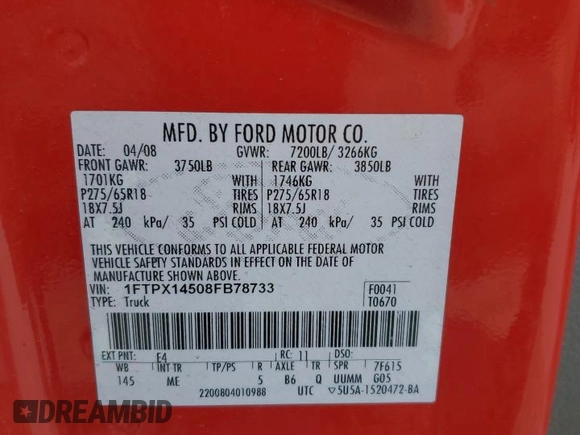 MFD. BY FORD MOTOR CO.
DATE: 04/08 GVWR: 7200LB/ 3266KG
FRONT GAWR: 3750LB REAR GAWR: 3850LB
1701KG WITH 1746KG WITH
P275/65R18 TIRES P275/65R18 TIRES
18X7.5J RIMS 18X7.5J RIMS
AT 240 kPa/ 35 PSI COLD AT 240 kPa/ 35 PSI COLD
THIS VEHICLE CONFORMS TO ALL APPLICABLE FEDERAL MOTOR
VEHICLE SAFETY STANDARDS IN EFFECT ON THE DATE OF
MANUFACTURE SHOWN ABOVE.
VIN: 1FTPX14508FB78733 F0041
TYPE: Truck T0670
EXT PNT: E4 RC: 11 DSO:
WB INT TR TP/PS R AXLE TR SPR 7F615
145 ME 5 B6 Q UUMM G05
2200804010988 UTC ▽5U5A-1520472-BA
DREAMBID